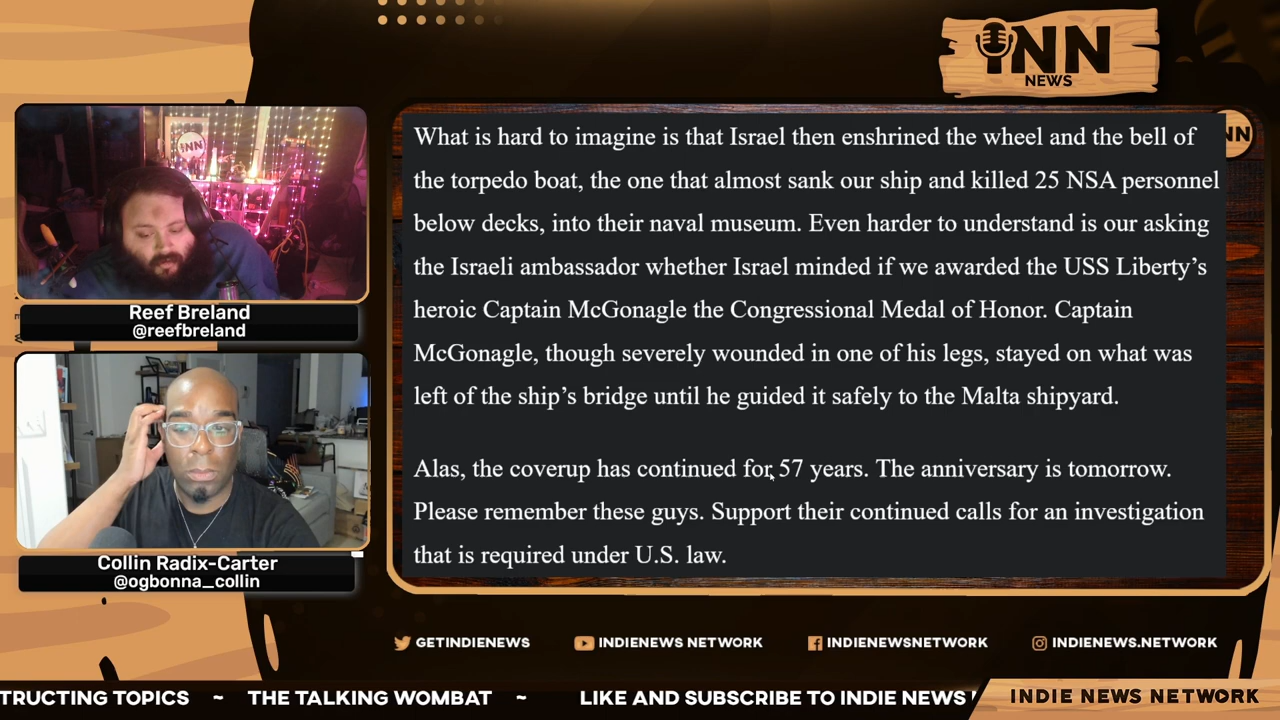 INN
NEWS
What is hard to imagine is that Israel then enshrined the wheel and the bell of
the torpedo boat, the one that almost sank our ship and killed 25 NSA personnel
below decks, into their naval museum. Even harder to understand is our asking
the Israeli ambassador whether Israel minded if we awarded the USS Liberty’s
heroic Captain McGonagle the Congressional Medal of Honor. Captain
McGonagle, though severely wounded in one of his legs, stayed on what was
left of the ship’s bridge until he guided it safely to the Malta shipyard.
Alas, the coverup has continued for 57 years. The anniversary is tomorrow.
Please remember these guys. Support their continued calls for an investigation
that is required under U.S. law.
NN
INN
Reef Breland
@reefbreland
Collin Radix-Carter
@ogbonna_collin
GETINDIENEWS
INDIENEWS NETWORK
INDIENEWSNETWORK
INDIENEWS.NETWORK
TRUCTING TOPICS ~ THE TALKING WOMBAT ~ LIKE AND SUBSCRIBE TO INDIE NEWS
INDIE NEWS NETWORK